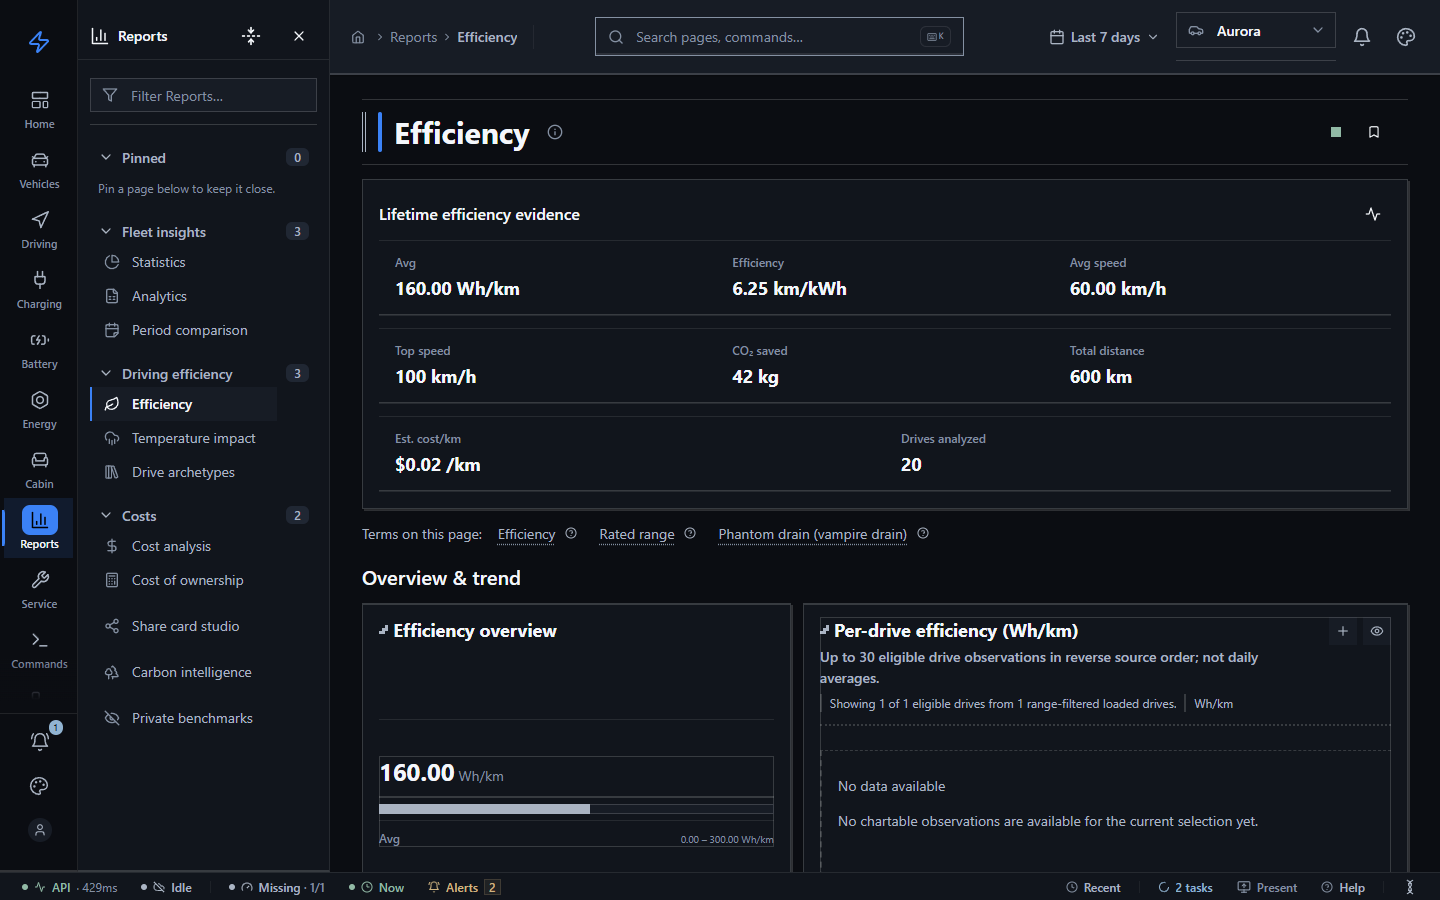 Reports
Reports
Efficiency
Search pages, commands...
K
Last 7 days
Aurora
Home
Vehicles
Driving
Charging
Battery
Energy
Cabin
Reports
Service
Commands
1
Filter Reports...
Pinned
0
Pin a page below to keep it close.
Fleet insights
3
Statistics
Analytics
Period comparison
Driving efficiency
3
Efficiency
Temperature impact
Drive archetypes
Costs
2
Cost analysis
Cost of ownership
Share card studio
Carbon intelligence
Private benchmarks
Efficiency
Lifetime efficiency evidence
Avg
160.00 Wh/km
Efficiency
6.25 km/kWh
Avg speed
60.00 km/h
Top speed
100 km/h
CO₂ saved
42 kg
Total distance
600 km
Est. cost/km
$0.02 /km
Drives analyzed
20
Terms on this page: Efficiency Rated range Phantom drain (vampire drain)
Overview & trend
Efficiency overview
160.00 Wh/km
Avg
0.00 – 300.00 Wh/km
Per-drive efficiency (Wh/km)
Up to 30 eligible drive observations in reverse source order; not daily
averages.
Showing 1 of 1 eligible drives from 1 range-filtered loaded drives. Wh/km
No data available
No chartable observations are available for the current selection yet.
API · 429ms
Idle
Missing · 1/1
Now
Alerts 2
Recent
2 tasks
Present
Help